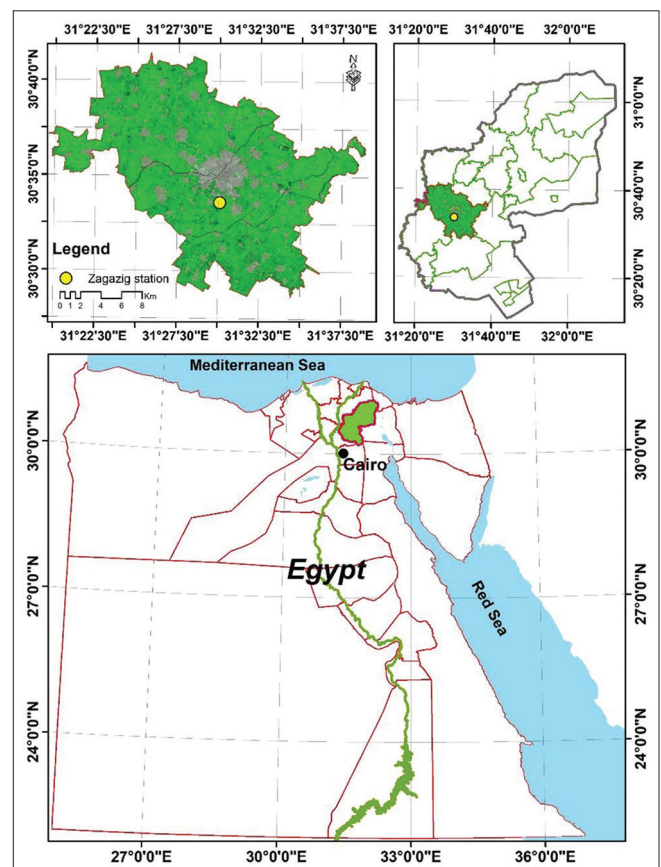 31°22'30"E 31°27'30"E 31°32'30"E 31°37'30"E
30°40'0"N
30°35'0"N
30°30'0"N
N
Legend
Zagazig station
0 1 2 4 6 8
Km
31°22'30"E 31°27'30"E 31°32'30"E 31°37'30"E
31°20'0"E 31°40'0"E 32°0'0"E
31°0'0"N
30°40'0"N
30°20'0"N
31°20'0"E 31°40'0"E 32°0'0"E
Mediterranean Sea
30°0'0"N
30°0'0"N
Cairo
Egypt
27°0'0"N
27°0'0"N
Red Sea
24°0'0"N
24°0'0"N
27°0'0"E 30°0'0"E 33°0'0"E 36°0'0"E